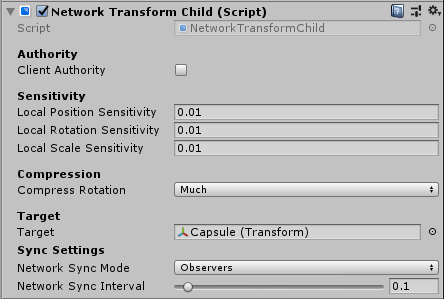 Network Transform Child (Script)
Script NetworkTransformChild
Authority
Client Authority
Sensitivity
Local Position Sensitivity 0.01
Local Rotation Sensitivity 0.01
Local Scale Sensitivity 0.01
Compression
Compress Rotation Much
Target
Target Capsule (Transform)
Sync Settings
Network Sync Mode Observers
Network Sync Interval 0.1